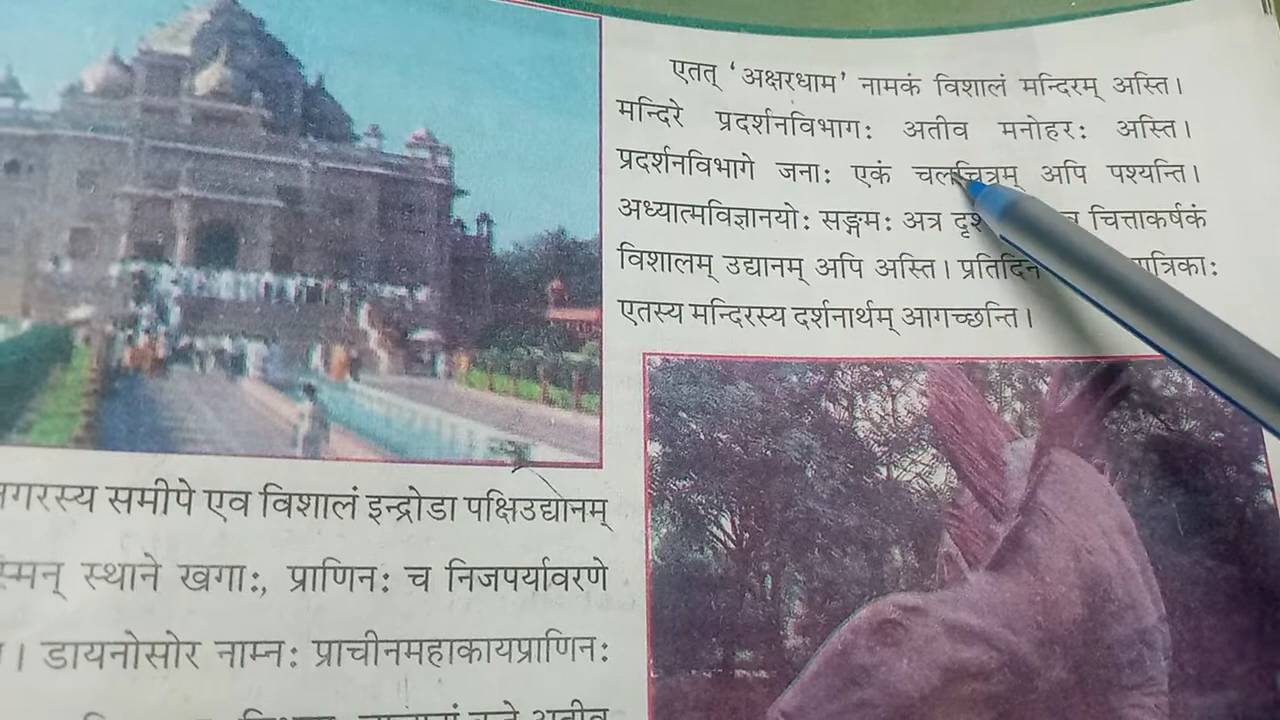 एतत् 'अक्षरधाम' नामकं विशालं मन्दिरम् अस्ति।
मन्दिरे प्रदर्शनविभागः अतीव मनोहरः अस्ति।
प्रदर्शनविभागे जनाः एकं चलचित्रम् अपि पश्यन्ति।
अध्यात्मविज्ञानयोः सङ्गमः अत्र चित्ताकर्षकं
विशालम् उद्यानम् अपि अस्ति। प्रतिदिनं
एतस्य मन्दिरस्य दर्शनार्थम् आगच्छन्ति।
समीपे एव विशालं इन्द्रोडा पक्षिउद्यानम्
स्थाने खगाः, प्राणिनः च निजपर्यावरणे
। डायनोसोर नाम्नः प्राचीनमहाकायप्राणिनः